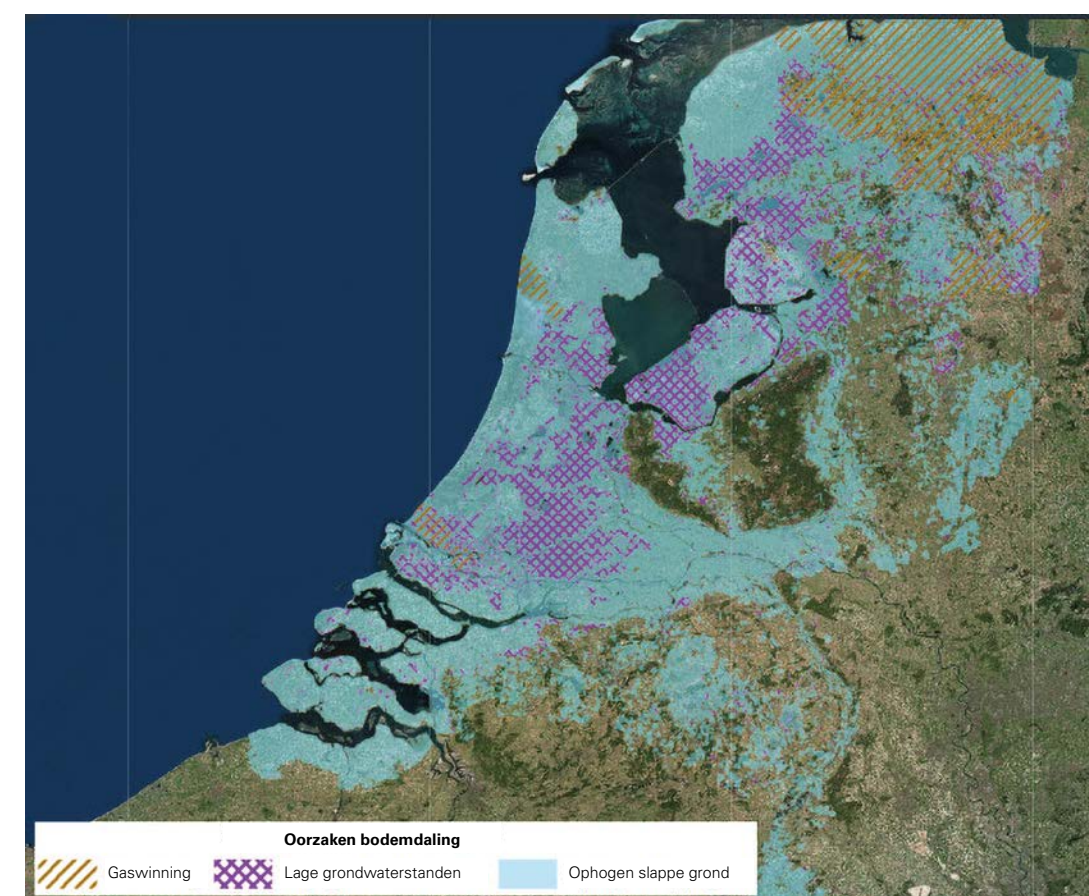 Oorzaken bodemdaling
Gaswinning
Lage grondwaterstanden
Ophogen slappe grond